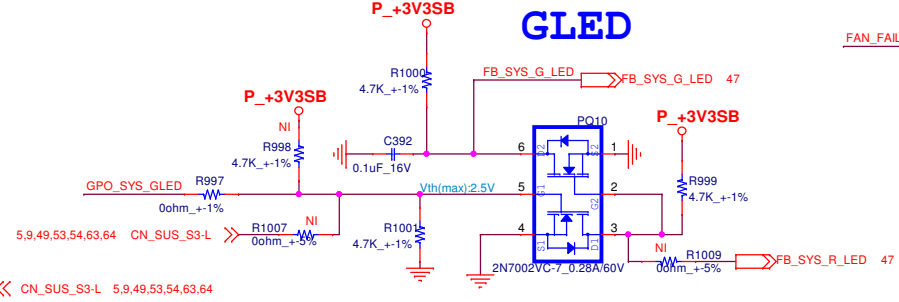 P_+3V3SB
GLED
FAN_FAIL
R1000
4.7K_+-1%
FB_SYS_G_LED
FB_SYS_G_LED 47
P_+3V3SB
NI
R998
4.7K_+-1%
C392
0.1uF_16V
PQ10
P_+3V3SB
6
D2
S2
1
GPO_SYS_GLED
R997
0ohm_+-1%
Vth(max):2.5V
5
G1
G2
2
R999
4.7K_+-1%
5,9,49,53,54,63,64 CN_SUS_S3-L
R1007
NI
0ohm_+-5%
R1001
4.7K_+-1%
4
S1
D1
3
2N7002VC-7_0.28A/60V
NI
R1009
0ohm_+-5%
FB_SYS_R_LED 47
CN_SUS_S3-L 5,9,49,53,54,63,64